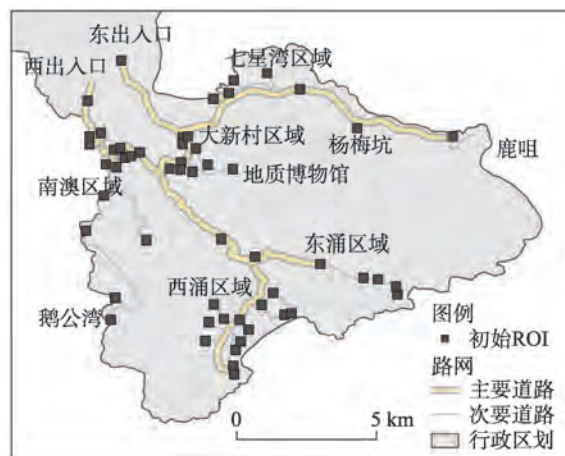 东出入口
西出入口
七星湾区域
大新村区域
杨梅坑
鹿咀
地质博物馆
南澳区域
东涌区域
西涌区域
鹅公湾
图例
初始ROI
路网
主要道路
次要道路
行政区划
0 5 km